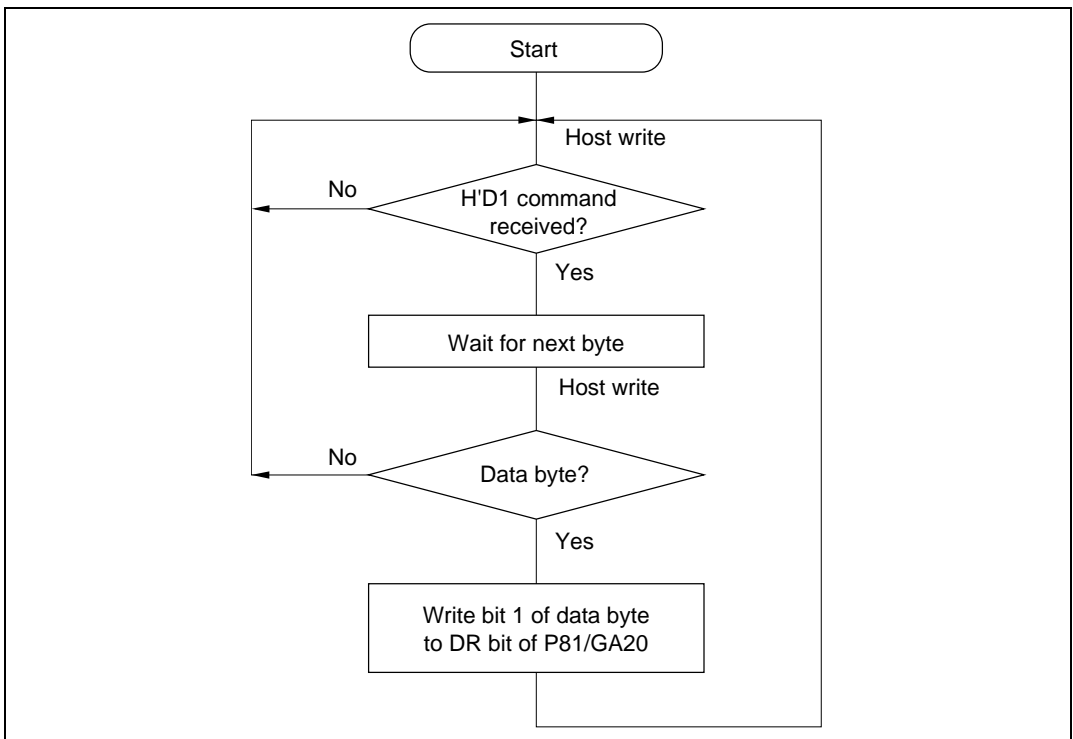 Start
Host write
No
H'D1 command
received?
Yes
Wait for next byte
Host write
No
Data byte?
Yes
Write bit 1 of data byte
to DR bit of P81/GA20